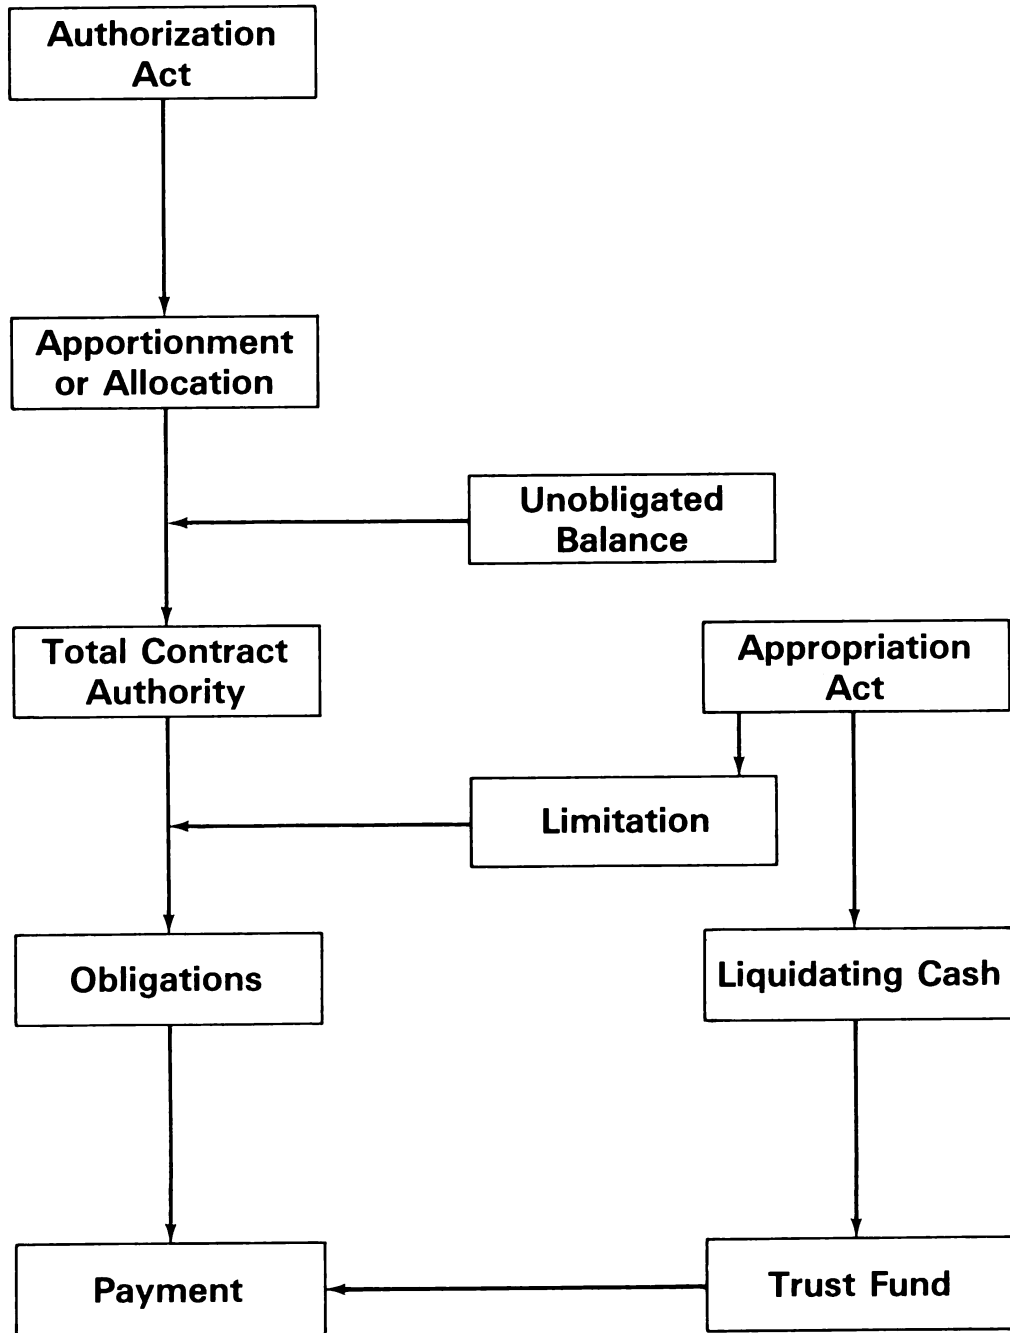 Authorization
Act
Apportionment
or Allocation
Unobligated
Balance
Total Contract
Authority
Appropriation
Act
Limitation
Obligations
Liquidating Cash
Payment
Trust Fund